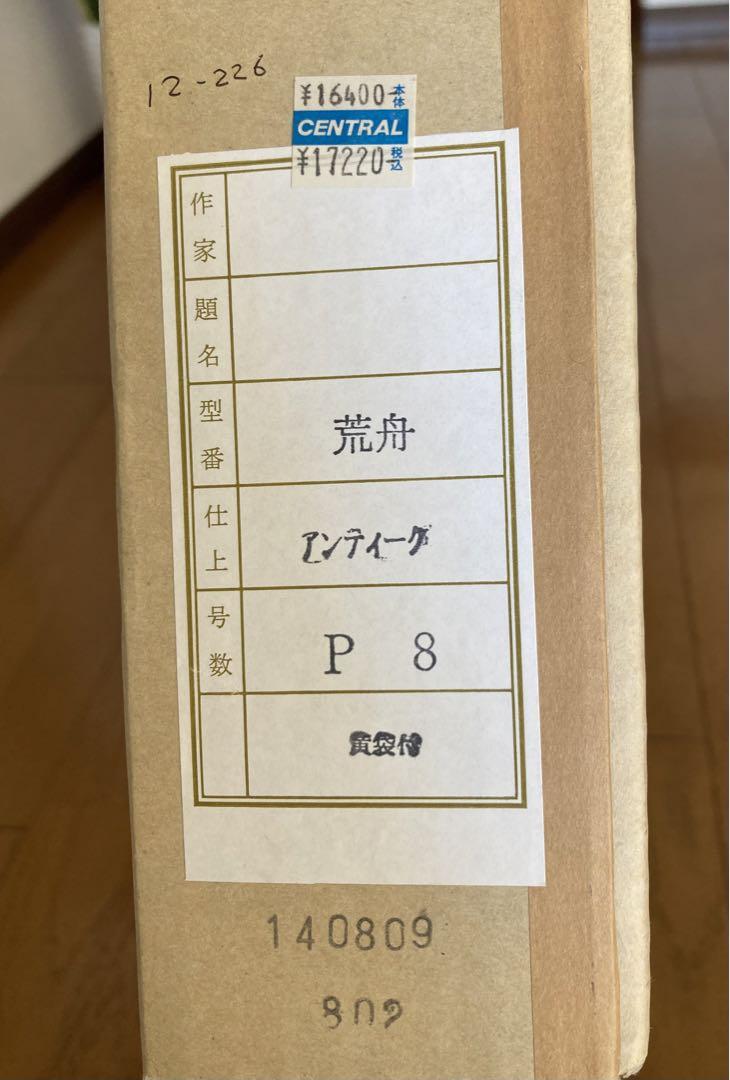 12-226
¥16400-本体
CENTRAL
¥17220-税込
作家
題名
型番 荒舟
仕上 アンティーク
号数 P 8
黄袋付
140809
809